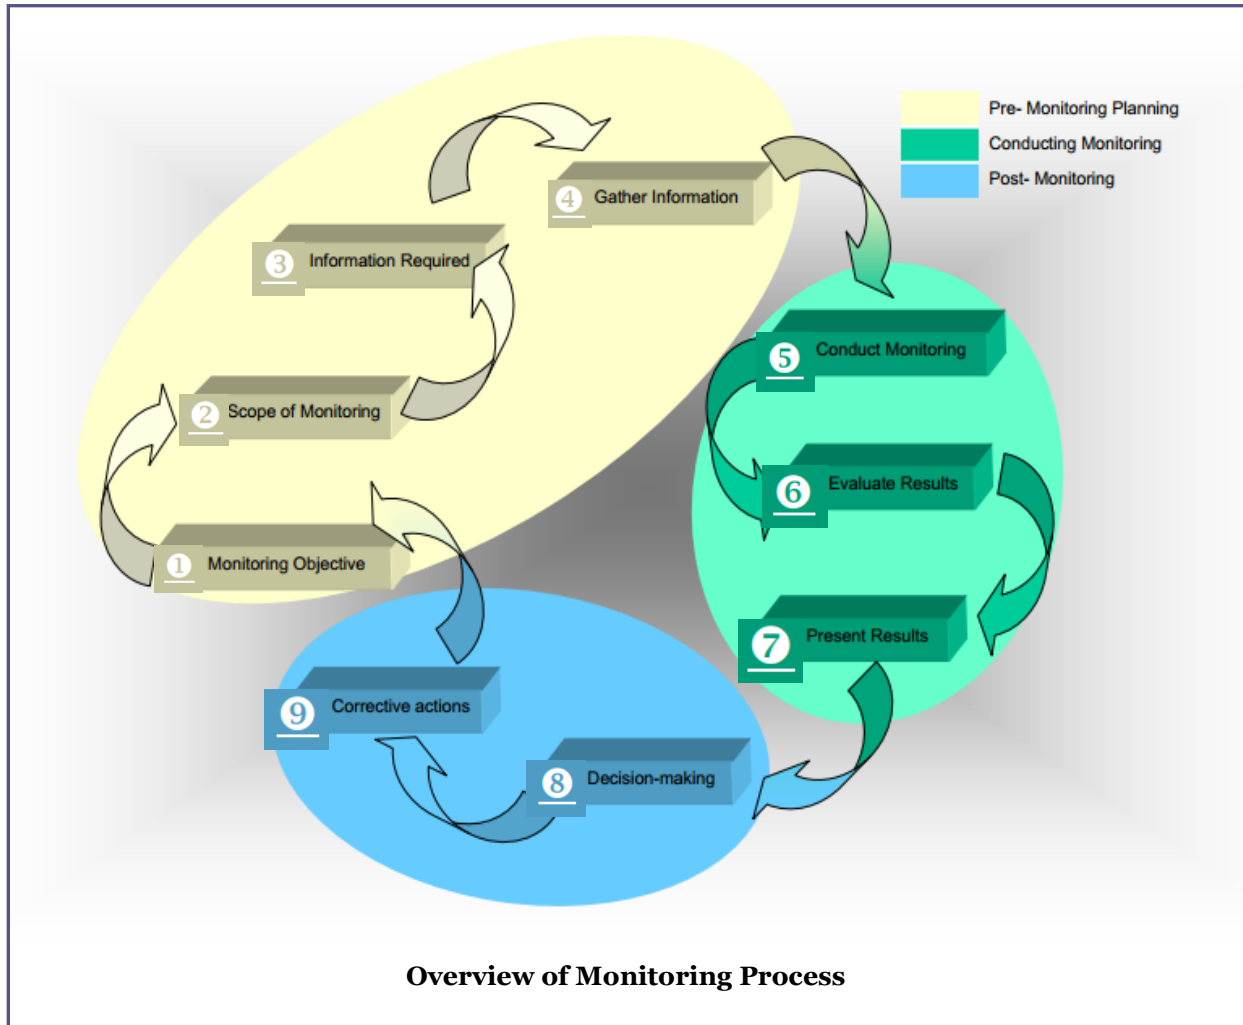 Pre- Monitoring Planning
Conducting Monitoring
Post- Monitoring
4 Gather Information
3 Information Required
5 Conduct Monitoring
2 Scope of Monitoring
6 Evaluate Results
1 Monitoring Objective
7 Present Results
9 Corrective actions
8 Decision-making
Overview of Monitoring Process